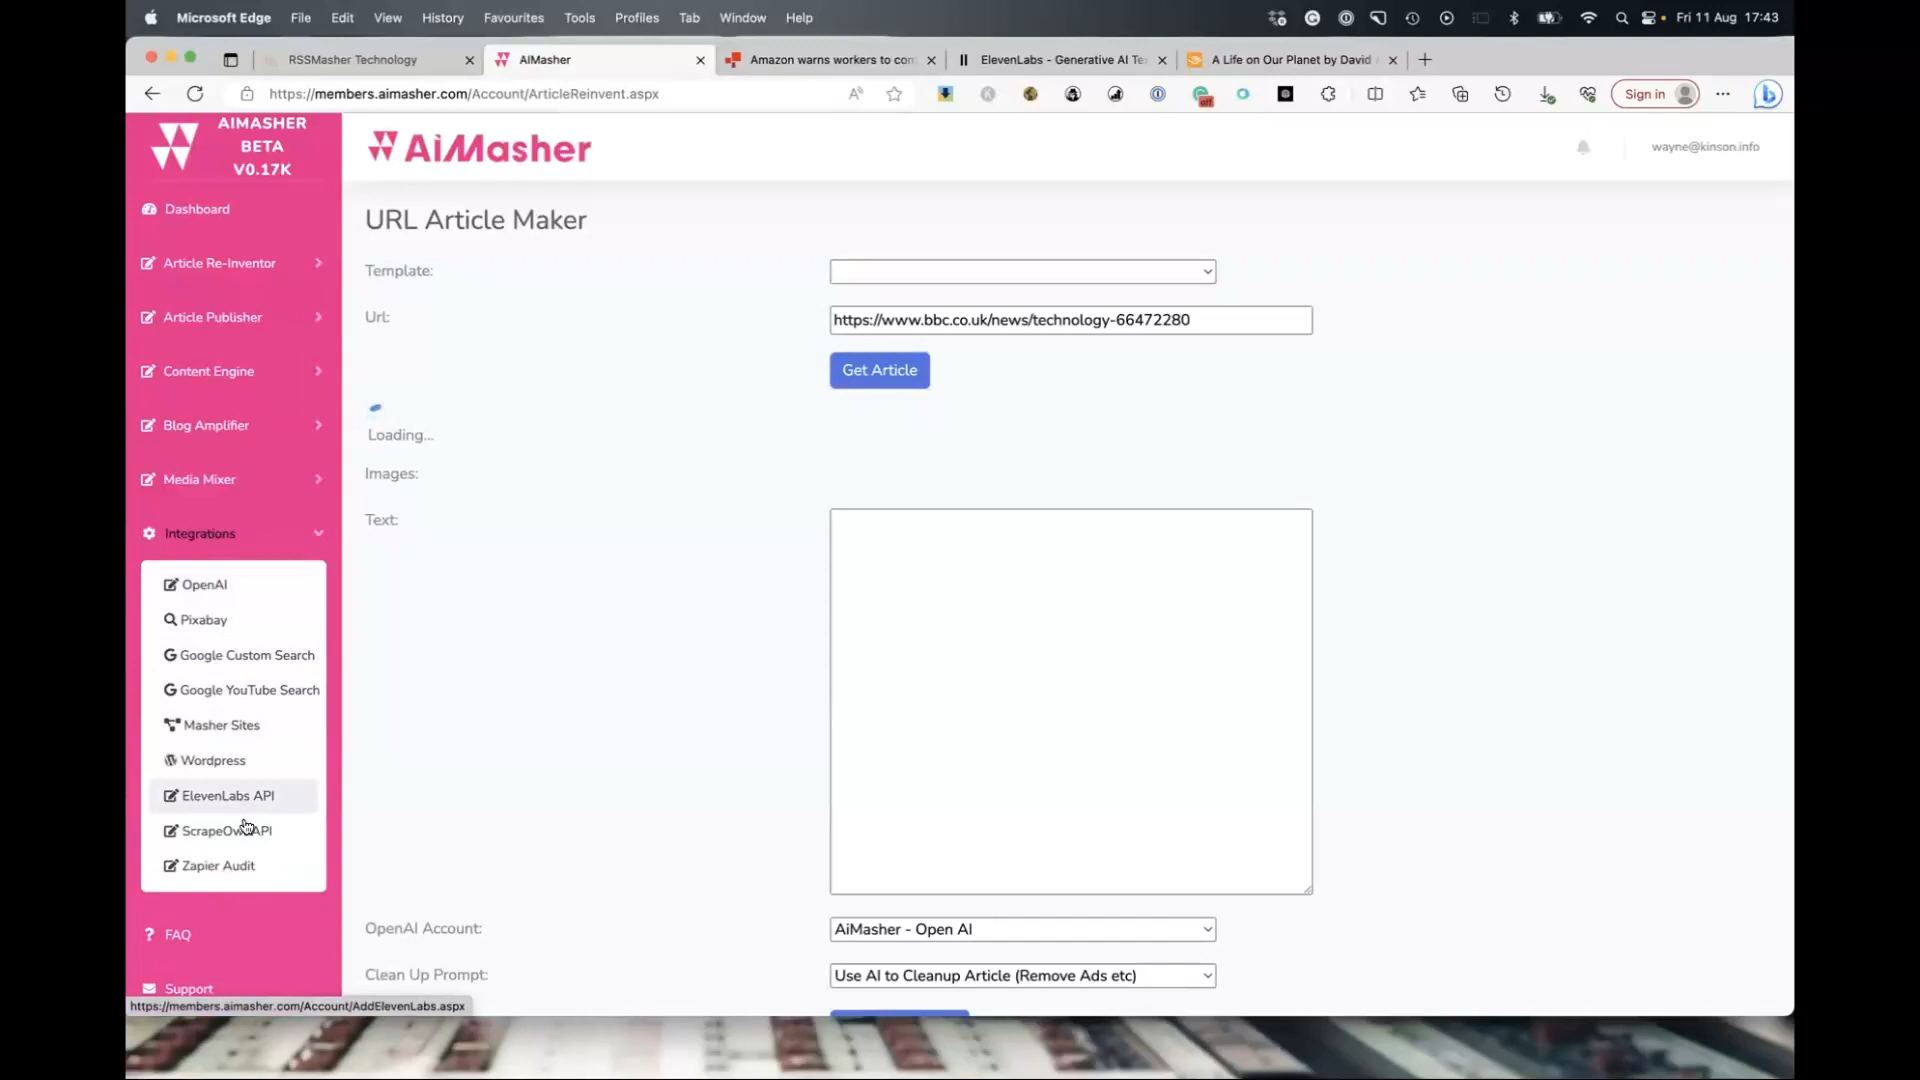 Microsoft Edge File Edit View History Favourites Tools Profiles Tab Window Help Fri 11 Aug 17:43
RSSMasher Technology AIMasher Amazon warns workers to con ElevenLabs - Generative AI Te A Life on Our Planet by David
https://members.aimasher.com/Account/ArticleReinvent.aspx Sign in
AIMASHER
BETA
V0.17K
AiMasher
wayne@kinson.info
Dashboard
Article Re-Inventor
Article Publisher
Content Engine
Blog Amplifier
Media Mixer
Integrations
OpenAI
Pixabay
Google Custom Search
Google YouTube Search
Masher Sites
Wordpress
ElevenLabs API
API
Zapier Audit
FAQ
Support
https://members.aimasher.com/Account/AddElevenLabs.aspx
URL Article Maker
Template:
Url: https://www.bbc.co.uk/news/technology-66472280
Get Article
Loading...
Images:
Text:
OpenAI Account: AiMasher - Open AI
Clean Up Prompt: Use AI to Cleanup Article (Remove Ads etc)